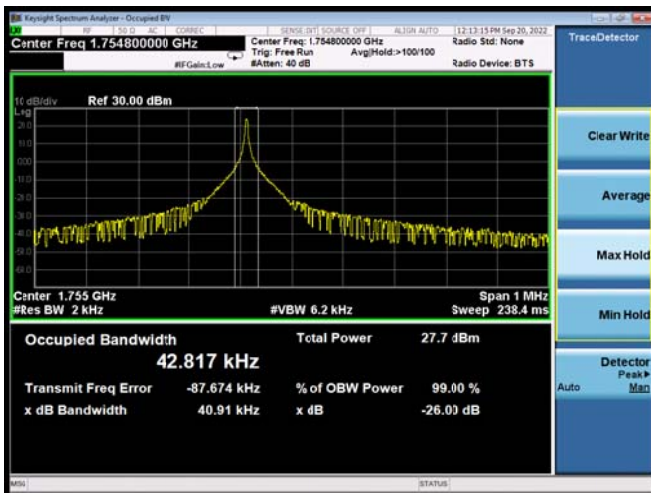 Keysight Spectrum Analyzer - Occupied BW
RF 50 Ω AC CORREC SENSE:INT SOURCE OFF ALIGN AUTO 12:13:15 PM Sep 20, 2022
Center Freq 1.754800000 GHz Center Freq: 1.754800000 GHz Radio Std: None
Trig: Free Run Avg|Hold:>100/100
#IFGain:Low #Atten: 40 dB Radio Device: BTS
10 dB/div Ref 30.00 dBm
Log
20.0
10.0
0.00
-10.0
-20.0
-30.0
-40.0
-50.0
-60.0
Center 1.755 GHz Span 1 MHz
#Res BW 2 kHz #VBW 6.2 kHz Sweep 238.4 ms
Occupied Bandwidth Total Power 27.7 dBm
42.817 kHz
Transmit Freq Error -87.674 kHz % of OBW Power 99.00 %
x dB Bandwidth 40.91 kHz x dB -26.00 dB
MSG STATUS
Trace/Detector
Clear Write
Average
Max Hold
Min Hold
Detector
Peak▶
Auto Man